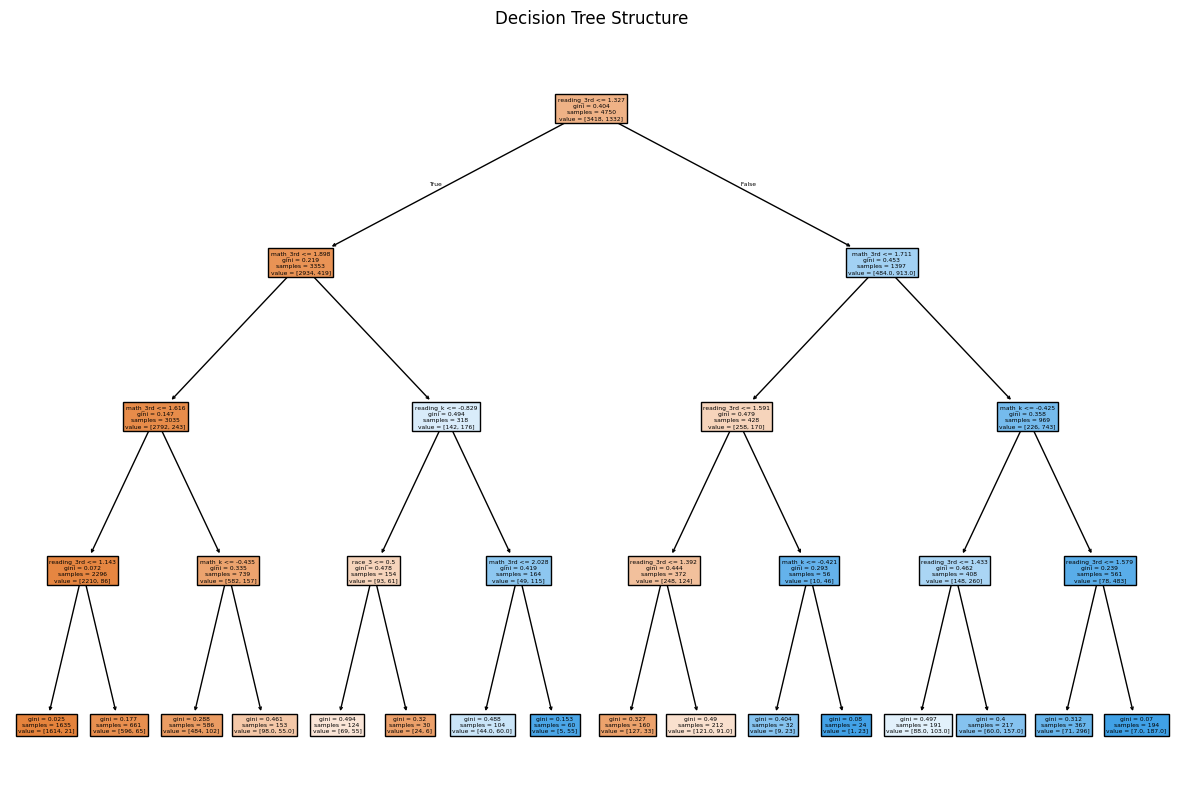 Decision Tree Structure
reading_3rd <= 1.327
gini = 0.404
samples = 4750
value = [3418, 1332]
True
False
math_3rd <= 1.898
gini = 0.219
samples = 3353
value = [2934, 419]
math_3rd <= 1.711
gini = 0.453
samples = 1397
value = [484.0, 913.0]
math_3rd <= 1.616
gini = 0.147
samples = 3035
value = [2792, 243]
reading_k <= -0.829
gini = 0.494
samples = 318
value = [142, 176]
reading_3rd <= 1.591
gini = 0.479
samples = 428
value = [258, 170]
math_k <= -0.425
gini = 0.358
samples = 969
value = [226, 743]
reading_3rd <= 1.143
gini = 0.072
samples = 2296
value = [2210, 86]
math_k <= -0.435
gini = 0.335
samples = 739
value = [582, 157]
race_3 <= 0.5
gini = 0.478
samples = 154
value = [93, 61]
math_3rd <= 2.028
gini = 0.419
samples = 164
value = [49, 115]
reading_3rd <= 1.392
gini = 0.444
samples = 372
value = [248, 124]
math_k <= -0.421
gini = 0.293
samples = 56
value = [10, 46]
reading_3rd <= 1.433
gini = 0.462
samples = 408
value = [148, 260]
reading_3rd <= 1.579
gini = 0.239
samples = 561
value = [78, 483]
gini = 0.025
samples = 1635
value = [1614, 21]
gini = 0.177
samples = 661
value = [596, 65]
gini = 0.288
samples = 586
value = [484, 102]
gini = 0.461
samples = 153
value = [98.0, 55.0]
gini = 0.494
samples = 124
value = [69, 55]
gini = 0.32
samples = 30
value = [24, 6]
gini = 0.488
samples = 104
value = [44.0, 60.0]
gini = 0.153
samples = 60
value = [5, 55]
gini = 0.327
samples = 160
value = [127, 33]
gini = 0.49
samples = 212
value = [121.0, 91.0]
gini = 0.404
samples = 32
value = [9, 23]
gini = 0.08
samples = 24
value = [1, 23]
gini = 0.497
samples = 191
value = [88.0, 103.0]
gini = 0.4
samples = 217
value = [60.0, 157.0]
gini = 0.312
samples = 367
value = [71, 296]
gini = 0.07
samples = 194
value = [7.0, 187.0]